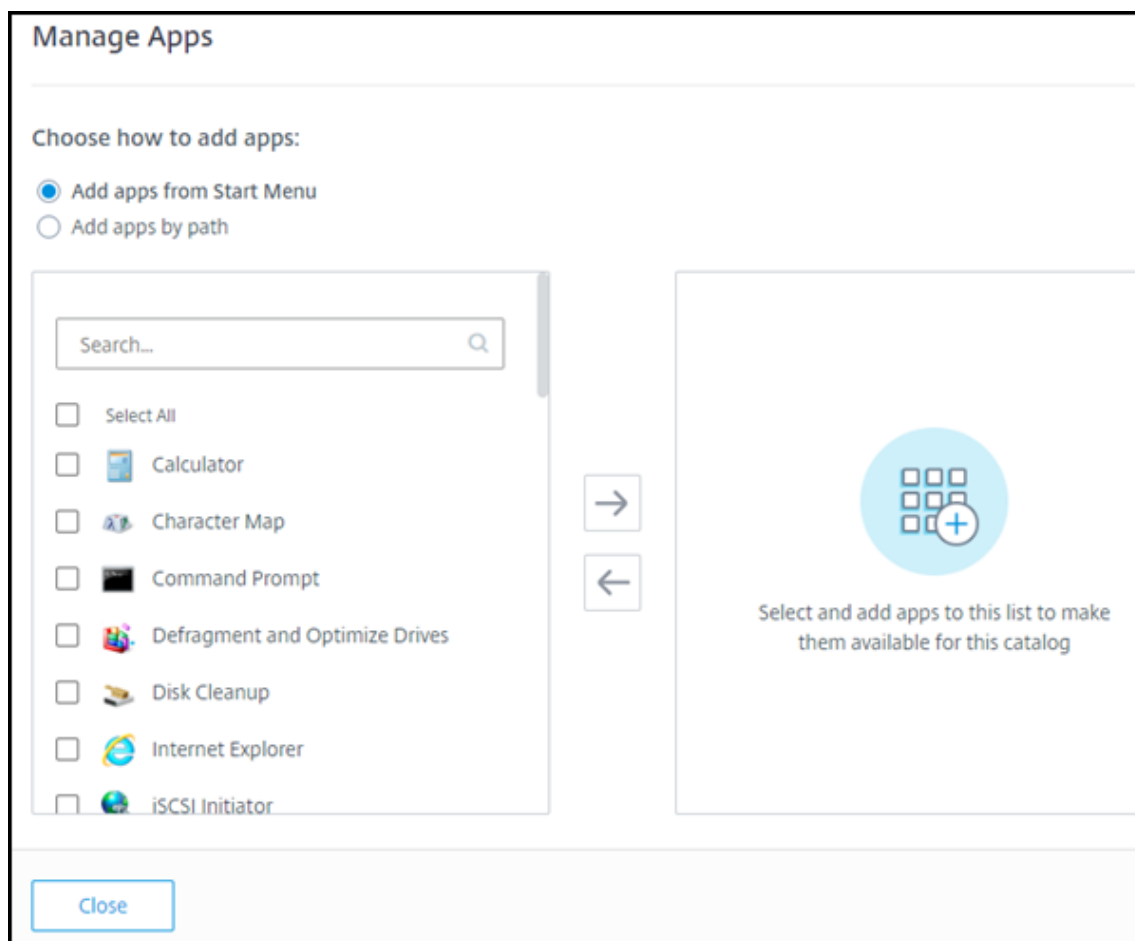 Manage Apps
Choose how to add apps:
Add apps from Start Menu
Add apps by path
Search...
Select All
Calculator
Character Map
Command Prompt
Defragment and Optimize Drives
Disk Cleanup
Internet Explorer
iSCSI Initiator
Select and add apps to this list to make
them available for this catalog
Close